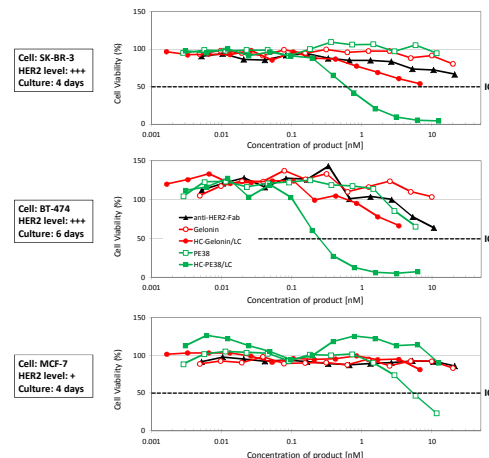 150
100
50
0
Cell Viability (%)
0.001
0.01
0.1
1
10
Concentration of product [nM]
Cell: SK-BR-3
HER2 level: +++
Culture: 4 days
IC
150
100
50
0
Cell Viability (%)
anti-HER2-Fab
Gelonin
HC-Gelonin/LC
PE38
HC-PE38/LC
0.001
0.01
0.1
1
10
Concentration of product [nM]
Cell: BT-474
HER2 level: +++
Culture: 6 days
IC
150
100
50
0
Cell Viability (%)
0.001
0.01
0.1
1
10
Concentration of product [nM]
Cell: MCF-7
HER2 level: +
Culture: 4 days